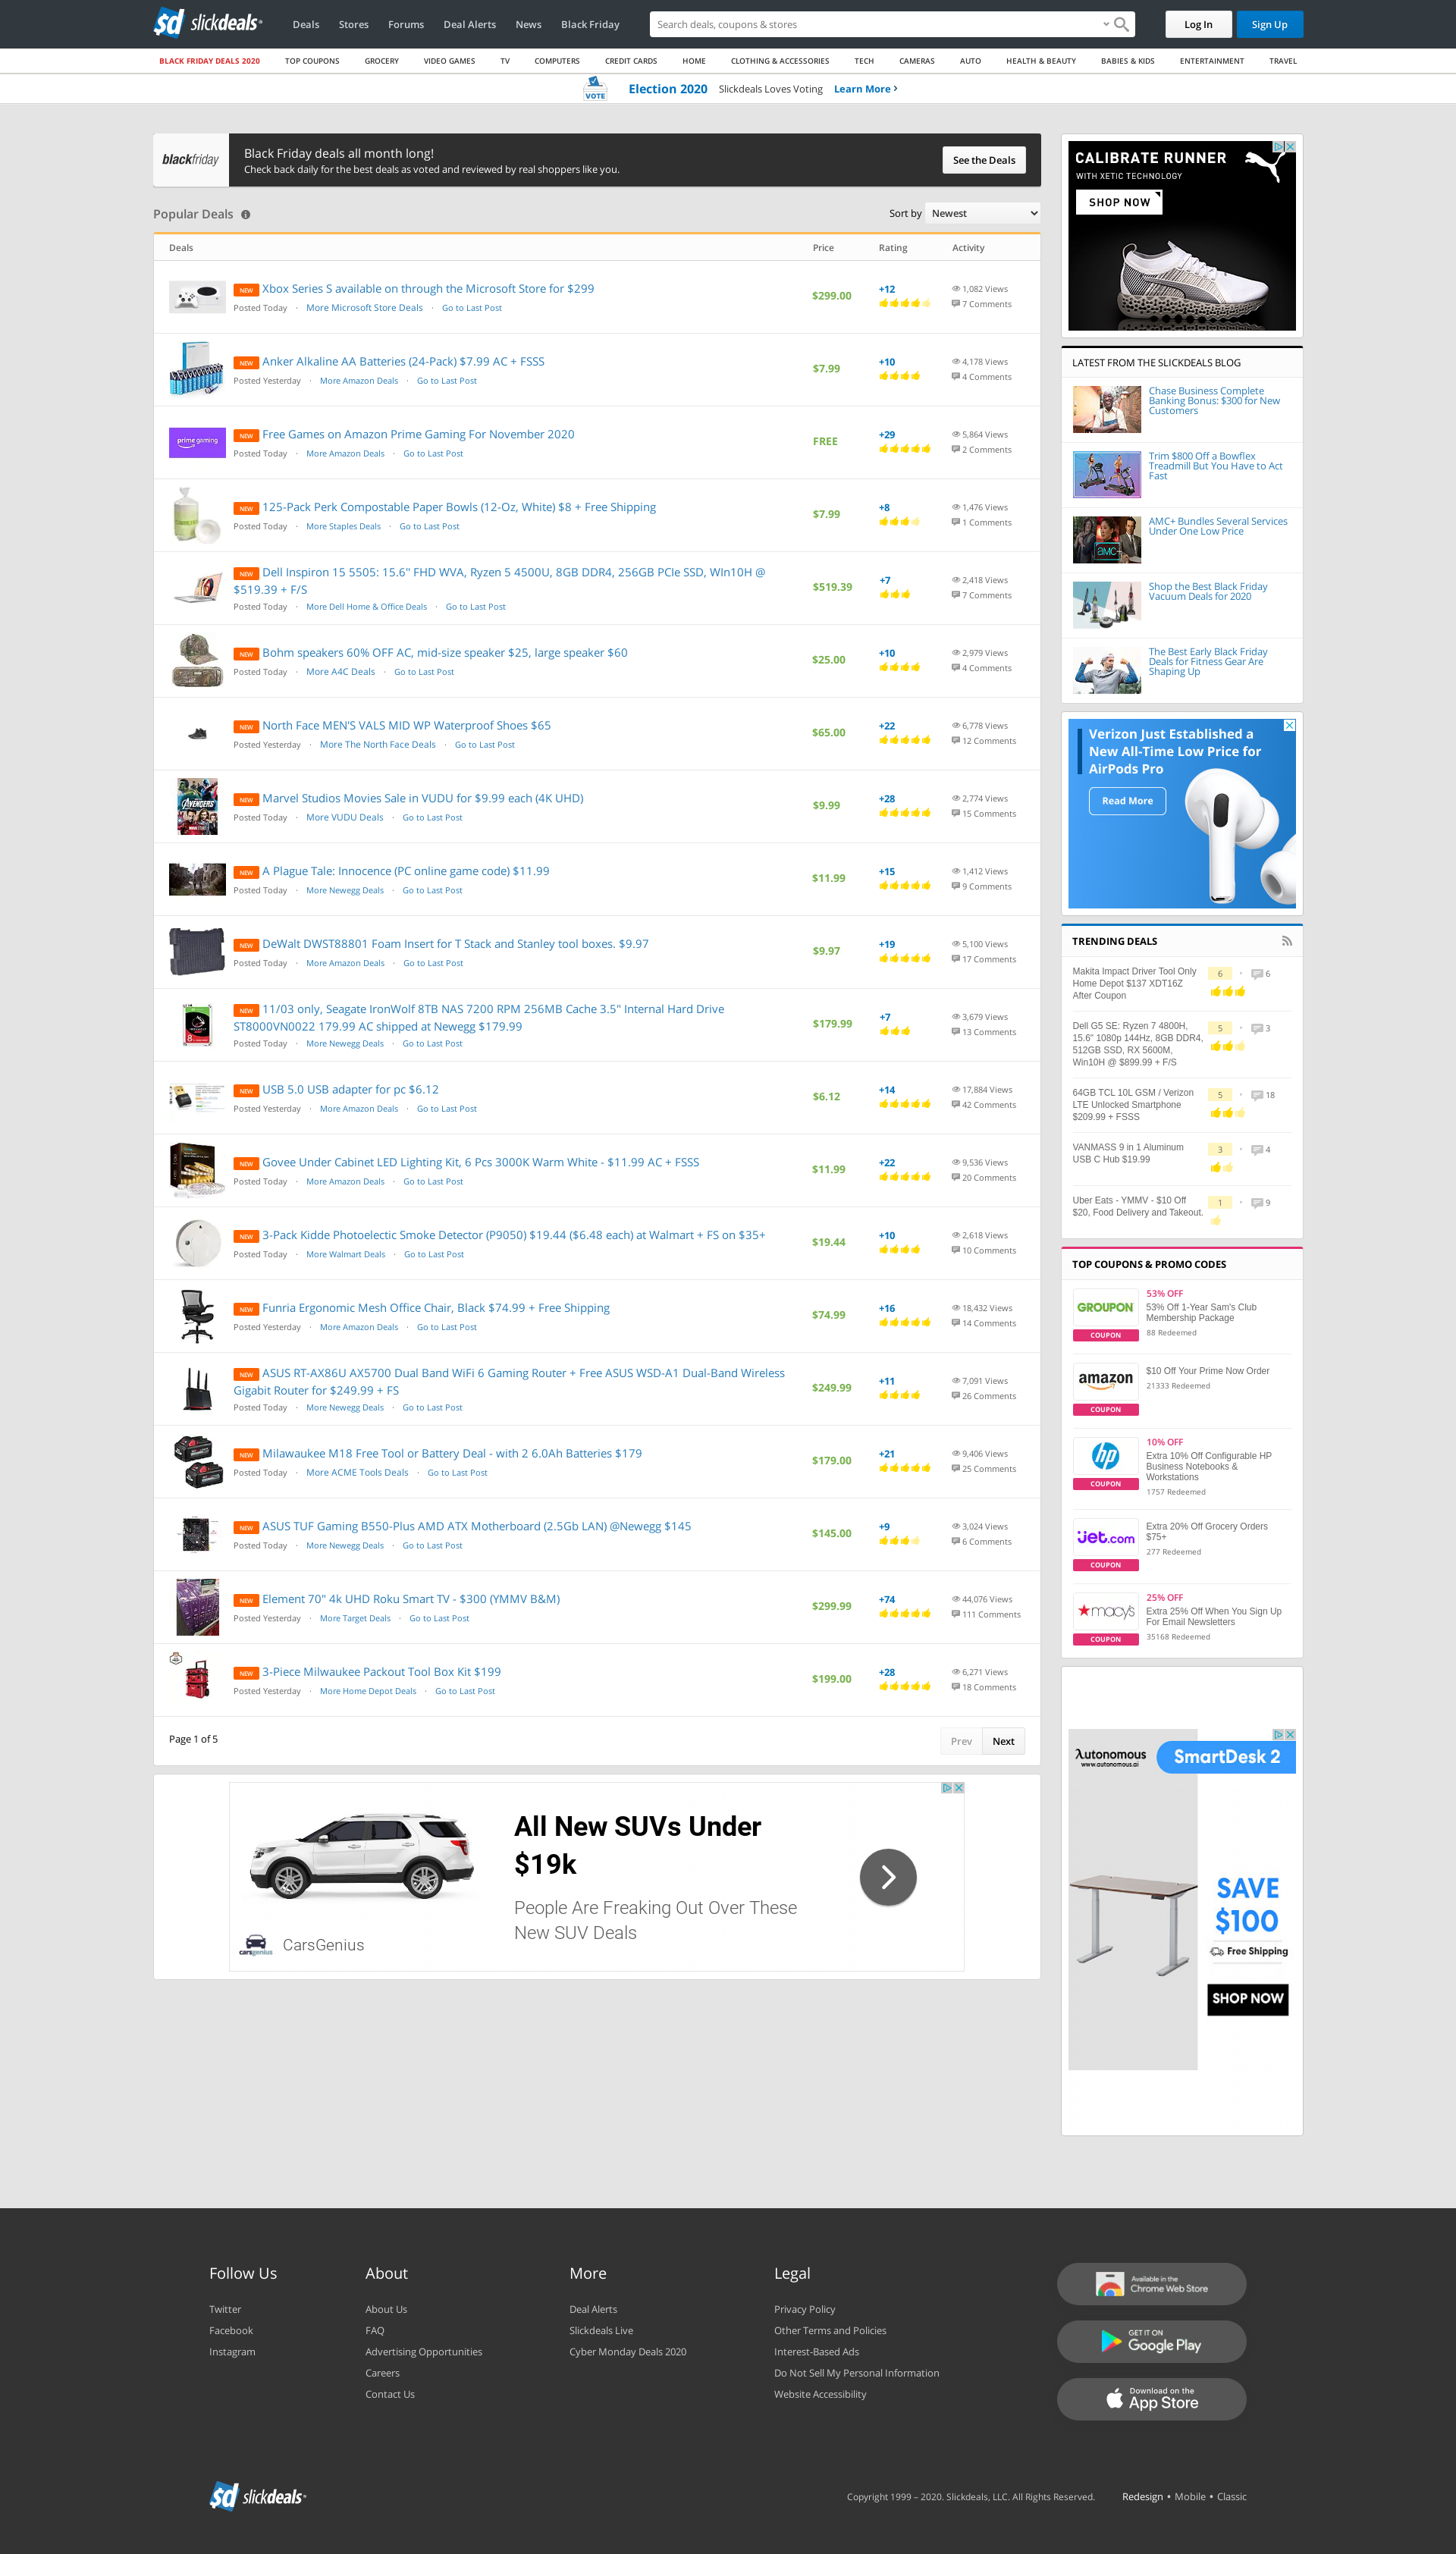 sd slickdeals
Deals Stores Forums Deal Alerts News Black Friday
Search deals, coupons & stores
Log In Sign Up
BLACK FRIDAY DEALS 2020 TOP COUPONS GROCERY VIDEO GAMES TV COMPUTERS CREDIT CARDS HOME CLOTHING & ACCESSORIES TECH CAMERAS AUTO HEALTH & BEAUTY BABIES & KIDS ENTERTAINMENT TRAVEL
VOTE Election 2020 Slickdeals Loves Voting Learn More
blackfriday
Black Friday deals all month long!
Check back daily for the best deals as voted and reviewed by real shoppers like you.
See the Deals
Popular Deals
Sort by Newest
Deals Price Rating Activity
NEW Xbox Series S available on through the Microsoft Store for $299
Posted Today · More Microsoft Store Deals · Go to Last Post
$299.00 +12 1,082 Views
7 Comments
NEW Anker Alkaline AA Batteries (24-Pack) $7.99 AC + FSSS
Posted Yesterday · More Amazon Deals · Go to Last Post
$7.99 +10 4,178 Views
4 Comments
prime gaming
NEW Free Games on Amazon Prime Gaming For November 2020
Posted Today · More Amazon Deals · Go to Last Post
FREE +29 5,864 Views
2 Comments
NEW 125-Pack Perk Compostable Paper Bowls (12-Oz, White) $8 + Free Shipping
Posted Today · More Staples Deals · Go to Last Post
$7.99 +8 1,476 Views
1 Comments
NEW Dell Inspiron 15 5505: 15.6'' FHD WVA, Ryzen 5 4500U, 8GB DDR4, 256GB PCIe SSD, WIn10H @
$519.39 + F/S
Posted Today · More Dell Home & Office Deals · Go to Last Post
$519.39 +7 2,418 Views
7 Comments
NEW Bohm speakers 60% OFF AC, mid-size speaker $25, large speaker $60
Posted Today · More A4C Deals · Go to Last Post
$25.00 +10 2,979 Views
4 Comments
NEW North Face MEN'S VALS MID WP Waterproof Shoes $65
Posted Yesterday · More The North Face Deals · Go to Last Post
$65.00 +22 6,778 Views
12 Comments
AVENGERS
NEW Marvel Studios Movies Sale in VUDU for $9.99 each (4K UHD)
Posted Today · More VUDU Deals · Go to Last Post
$9.99 +28 2,774 Views
15 Comments
NEW A Plague Tale: Innocence (PC online game code) $11.99
Posted Today · More Newegg Deals · Go to Last Post
$11.99 +15 1,412 Views
9 Comments
NEW DeWalt DWST88801 Foam Insert for T Stack and Stanley tool boxes. $9.97
Posted Today · More Amazon Deals · Go to Last Post
$9.97 +19 5,100 Views
17 Comments
NEW 11/03 only, Seagate IronWolf 8TB NAS 7200 RPM 256MB Cache 3.5" Internal Hard Drive
ST8000VN0022 179.99 AC shipped at Newegg $179.99
Posted Today · More Newegg Deals · Go to Last Post
$179.99 +7 3,679 Views
13 Comments
NEW USB 5.0 USB adapter for pc $6.12
Posted Yesterday · More Amazon Deals · Go to Last Post
$6.12 +14 17,884 Views
42 Comments
NEW Govee Under Cabinet LED Lighting Kit, 6 Pcs 3000K Warm White - $11.99 AC + FSSS
Posted Today · More Amazon Deals · Go to Last Post
$11.99 +22 9,536 Views
20 Comments
NEW 3-Pack Kidde Photoelectic Smoke Detector (P9050) $19.44 ($6.48 each) at Walmart + FS on $35+
Posted Today · More Walmart Deals · Go to Last Post
$19.44 +10 2,618 Views
10 Comments
NEW Funria Ergonomic Mesh Office Chair, Black $74.99 + Free Shipping
Posted Yesterday · More Amazon Deals · Go to Last Post
$74.99 +16 18,432 Views
14 Comments
NEW ASUS RT-AX86U AX5700 Dual Band WiFi 6 Gaming Router + Free ASUS WSD-A1 Dual-Band Wireless
Gigabit Router for $249.99 + FS
Posted Today · More Newegg Deals · Go to Last Post
$249.99 +11 7,091 Views
26 Comments
NEW Milawaukee M18 Free Tool or Battery Deal - with 2 6.0Ah Batteries $179
Posted Today · More ACME Tools Deals · Go to Last Post
$179.00 +21 9,406 Views
25 Comments
NEW ASUS TUF Gaming B550-Plus AMD ATX Motherboard (2.5Gb LAN) @Newegg $145
Posted Today · More Newegg Deals · Go to Last Post
$145.00 +9 3,024 Views
6 Comments
NEW Element 70" 4k UHD Roku Smart TV - $300 (YMMV B&M)
Posted Yesterday · More Target Deals · Go to Last Post
$299.99 +74 44,076 Views
111 Comments
NEW 3-Piece Milwaukee Packout Tool Box Kit $199
Posted Yesterday · More Home Depot Deals · Go to Last Post
$199.00 +28 6,271 Views
18 Comments
Page 1 of 5
Prev Next
All New SUVs Under
$19k
People Are Freaking Out Over These
New SUV Deals
carsgenius CarsGenius
CALIBRATE RUNNER
WITH XETIC TECHNOLOGY
SHOP NOW
LATEST FROM THE SLICKDEALS BLOG
Chase Business Complete
Banking Bonus: $300 for New
Customers
Trim $800 Off a Bowflex
Treadmill But You Have to Act
Fast
amc+
AMC+ Bundles Several Services
Under One Low Price
Shop the Best Black Friday
Vacuum Deals for 2020
The Best Early Black Friday
Deals for Fitness Gear Are
Shaping Up
Verizon Just Established a
New All-Time Low Price for
AirPods Pro
Read More
TRENDING DEALS
Makita Impact Driver Tool Only
Home Depot $137 XDT16Z
After Coupon
6 · 6
Dell G5 SE: Ryzen 7 4800H,
15.6" 1080p 144Hz, 8GB DDR4,
512GB SSD, RX 5600M,
Win10H @ $899.99 + F/S
5 · 3
64GB TCL 10L GSM / Verizon
LTE Unlocked Smartphone
$209.99 + FSSS
5 · 18
VANMASS 9 in 1 Aluminum
USB C Hub $19.99
3 · 4
Uber Eats - YMMV - $10 Off
$20, Food Delivery and Takeout.
1 · 9
TOP COUPONS & PROMO CODES
GROUPON
COUPON
53% OFF
53% Off 1-Year Sam's Club
Membership Package
88 Redeemed
amazon
COUPON
$10 Off Your Prime Now Order
21333 Redeemed
hp
COUPON
10% OFF
Extra 10% Off Configurable HP
Business Notebooks &
Workstations
1757 Redeemed
jet.com
COUPON
Extra 20% Off Grocery Orders
$75+
277 Redeemed
macy's
COUPON
25% OFF
Extra 25% Off When You Sign Up
For Email Newsletters
35168 Redeemed
Autonomous
www.autonomous.ai
SmartDesk 2
SAVE
$100
Free Shipping
SHOP NOW
Follow Us
Twitter
Facebook
Instagram
About
About Us
FAQ
Advertising Opportunities
Careers
Contact Us
More
Deal Alerts
Slickdeals Live
Cyber Monday Deals 2020
Legal
Privacy Policy
Other Terms and Policies
Interest-Based Ads
Do Not Sell My Personal Information
Website Accessibility
Available in the
Chrome Web Store
GET IT ON
Google Play
Download on the
App Store
sd slickdeals
Copyright 1999 – 2020. Slickdeals, LLC. All Rights Reserved. Redesign • Mobile • Classic